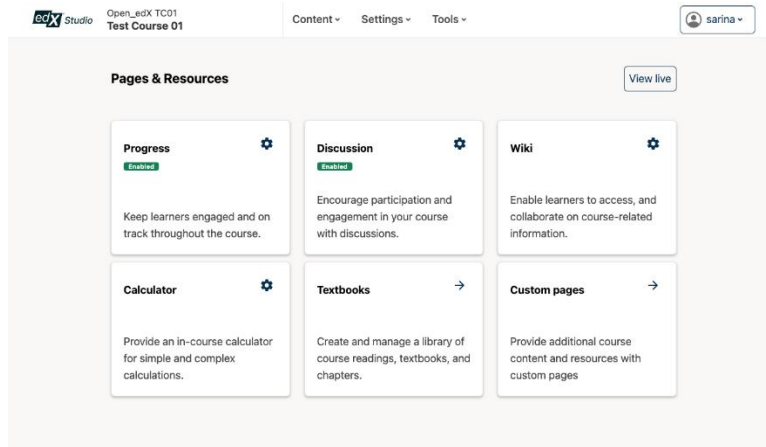 edX Studio
Open_edX TC01
Test Course 01
Content
Settings
Tools
sarina
Pages & Resources
View live
Progress
Enabled
Keep learners engaged and on
track throughout the course.
Discussion
Enabled
Encourage participation and
engagement in your course
with discussions.
Wiki
Enable learners to access, and
collaborate on course-related
information.
Calculator
Provide an in-course calculator
for simple and complex
calculations.
Textbooks
Create and manage a library of
course readings, textbooks, and
chapters.
Custom pages
Provide additional course
content and resources with
custom pages